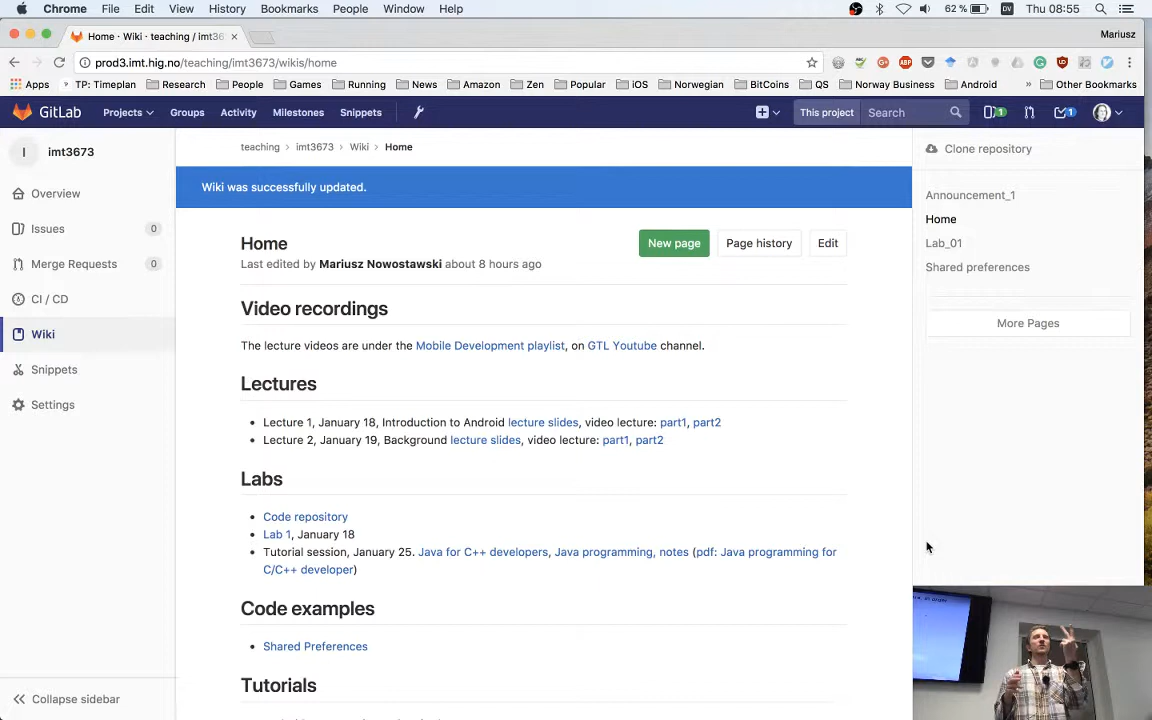 Chrome File Edit View History Bookmarks People Window Help 62 % DV Thu 08:55
Home · Wiki · teaching / imt36 Mariusz
prod3.imt.hig.no/teaching/imt3673/wikis/home
Apps TP: Timeplan Research People Games Running News Amazon Zen Popular iOS Norwegian BitCoins QS Norway Business Android » Other Bookmarks
GitLab Projects Groups Activity Milestones Snippets This project Search 1 1
I imt3673
Overview
Issues 0
Merge Requests 0
CI / CD
Wiki
Snippets
Settings
Collapse sidebar
teaching › imt3673 › Wiki › Home
Wiki was successfully updated.
Home New page Page history Edit
Last edited by Mariusz Nowostawski about 8 hours ago
Video recordings
The lecture videos are under the Mobile Development playlist, on GTL Youtube channel.
Lectures
• Lecture 1, January 18, Introduction to Android lecture slides, video lecture: part1, part2
• Lecture 2, January 19, Background lecture slides, video lecture: part1, part2
Labs
• Code repository
• Lab 1, January 18
• Tutorial session, January 25. Java for C++ developers, Java programming, notes (pdf: Java programming for
C/C++ developer)
Code examples
• Shared Preferences
Tutorials
Clone repository
Announcement_1
Home
Lab_01
Shared preferences
More Pages